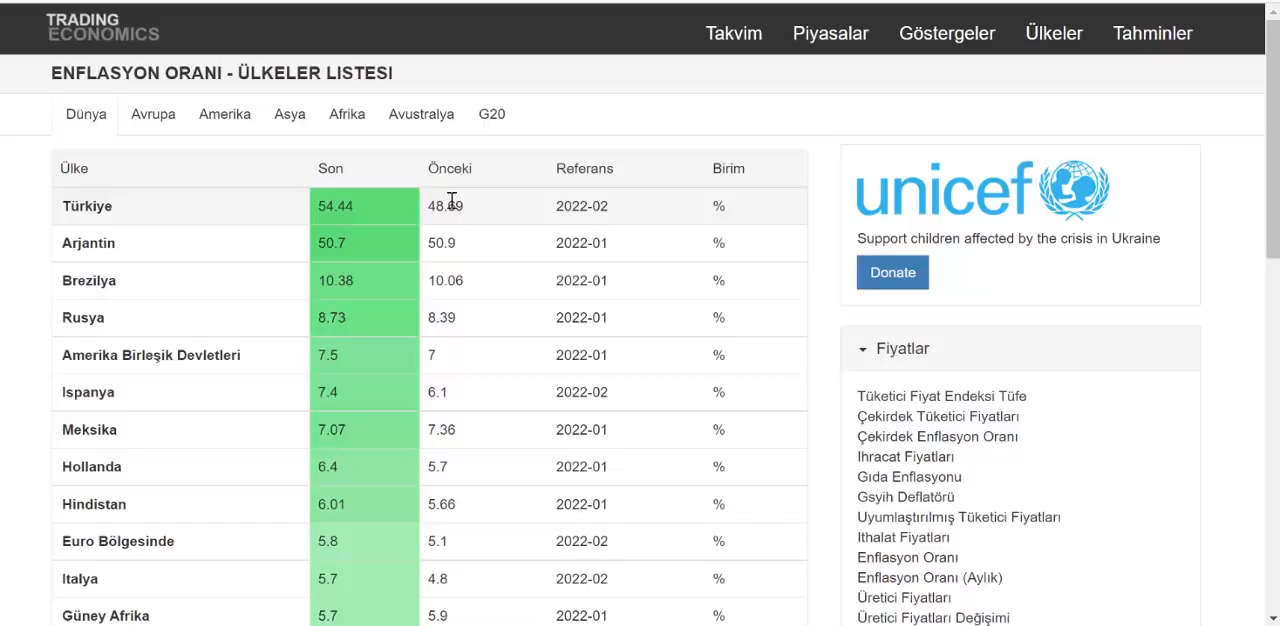 TRADING
ECONOMICS
Takvim Piyasalar Göstergeler Ülkeler Tahminler
ENFLASYON ORANI - ÜLKELER LISTESI
Dünya Avrupa Amerika Asya Afrika Avustralya G20
Ülke Son Önceki Referans Birim
Türkiye 54.44 48.69 2022-02 %
Arjantin 50.7 50.9 2022-01 %
Brezilya 10.38 10.06 2022-01 %
Rusya 8.73 8.39 2022-01 %
Amerika Birleşik Devletleri 7.5 7 2022-01 %
Ispanya 7.4 6.1 2022-02 %
Meksika 7.07 7.36 2022-01 %
Hollanda 6.4 5.7 2022-01 %
Hindistan 6.01 5.66 2022-01 %
Euro Bölgesinde 5.8 5.1 2022-02 %
Italya 5.7 4.8 2022-02 %
Güney Afrika 5.7 5.9 2022-01 %
unicef
Support children affected by the crisis in Ukraine
Donate
Fiyatlar
Tüketici Fiyat Endeksi Tüfe
Çekirdek Tüketici Fiyatları
Çekirdek Enflasyon Oranı
Ihracat Fiyatları
Gıda Enflasyonu
Gsyih Deflatörü
Uyumlaştırılmış Tüketici Fiyatları
Ithalat Fiyatları
Enflasyon Oranı
Enflasyon Oranı (Aylık)
Üretici Fiyatları
Üretici Fiyatları Değişimi